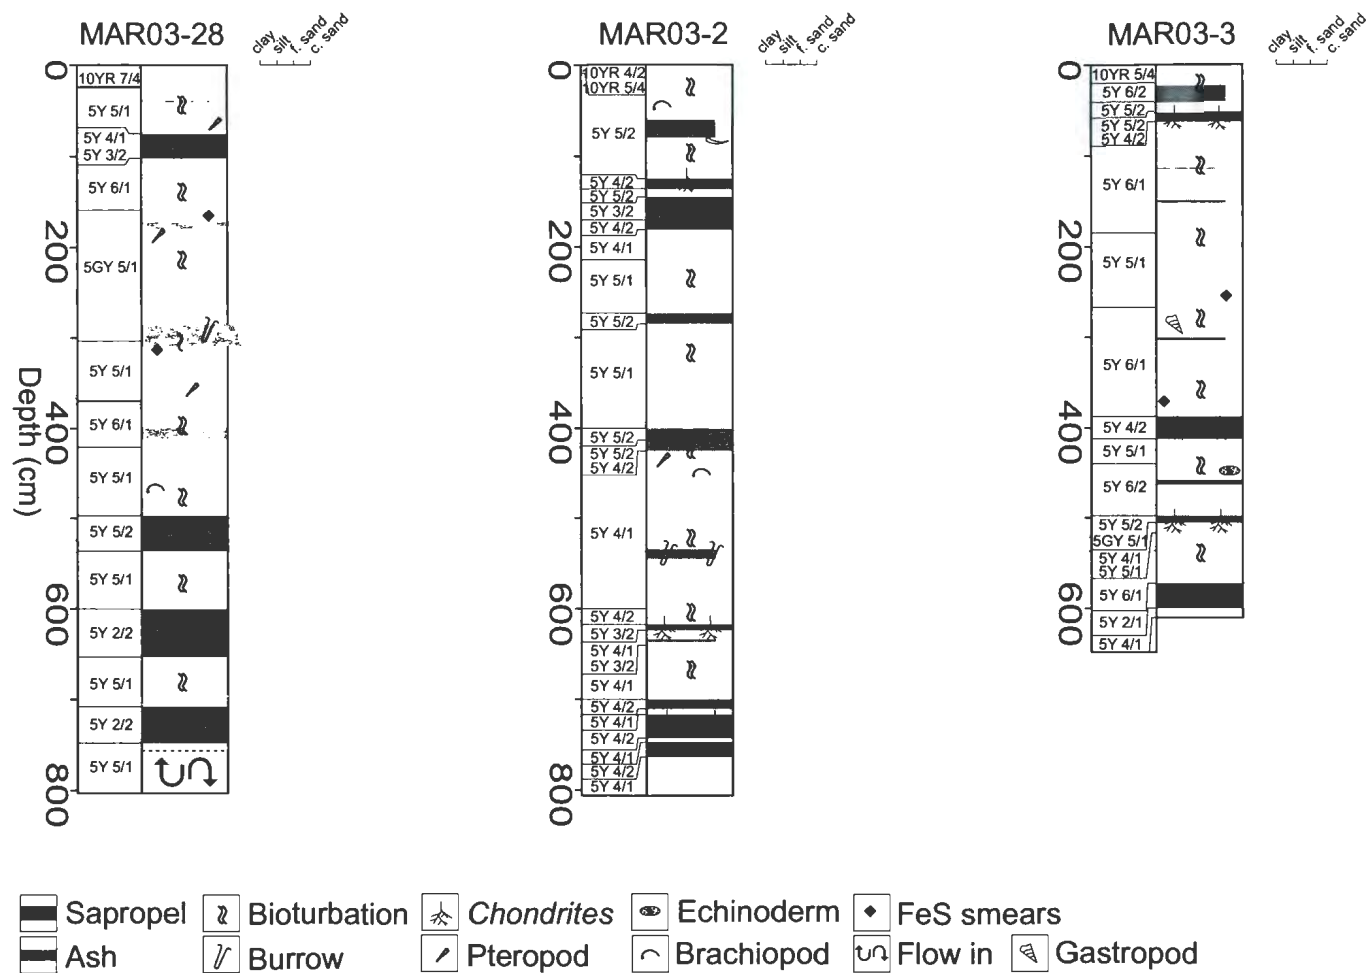 MAR03-28
clay
silt
f. sand
c. sand
MAR03-2
clay
silt
f. sand
c. sand
MAR03-3
clay
silt
f. sand
c. sand
Depth (cm)
0
200
400
600
800
10YR 7/4
5Y 5/1
5Y 4/1
5Y 3/2
5Y 6/1
5GY 5/1
5Y 5/1
5Y 6/1
5Y 5/1
5Y 5/2
5Y 5/1
5Y 2/2
5Y 5/1
5Y 2/2
5Y 5/1
0
200
400
600
800
10YR 4/2
10YR 5/4
5Y 5/2
5Y 4/2
5Y 5/2
5Y 3/2
5Y 4/2
5Y 4/1
5Y 5/1
5Y 5/2
5Y 5/1
5Y 5/2
5Y 5/2
5Y 4/2
5Y 4/1
5Y 4/2
5Y 3/2
5Y 4/1
5Y 3/2
5Y 4/1
5Y 4/2
5Y 4/1
5Y 4/2
5Y 4/1
5Y 4/2
5Y 4/1
0
200
400
600
10YR 5/4
5Y 6/2
5Y 5/2
5Y 5/2
5Y 4/2
5Y 6/1
5Y 5/1
5Y 6/1
5Y 4/2
5Y 5/1
5Y 6/2
5Y 5/2
5GY 5/1
5Y 4/1
5Y 5/1
5Y 6/1
5Y 2/1
5Y 4/1
Sapropel
Bioturbation
Chondrites
Echinoderm
FeS smears
Ash
Burrow
Pteropod
Brachiopod
Flow in
Gastropod